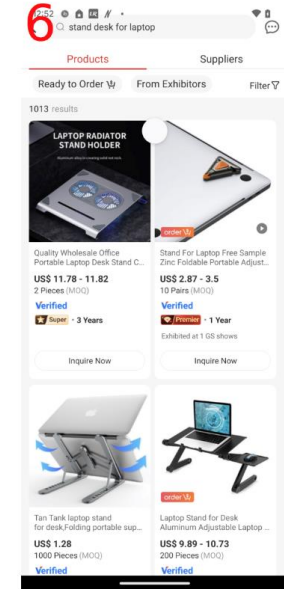 6
2:52
stand desk for laptop
Products
Suppliers
Ready to Order
From Exhibitors
Filter
1013 results
LAPTOP RADIATOR
STAND HOLDER
order
Quality Wholesale Office
Portable Laptop Desk Stand C...
US$ 11.78 - 11.82
2 Pieces (MOQ)
Verified
Super · 3 Years
Inquire Now
Stand For Laptop Free Sample
Zinc Foldable Portable Adjust...
US$ 2.87 - 3.5
10 Pairs (MOQ)
Verified
Premier · 1 Year
Exhibited at 1 GS shows
Inquire Now
order
Tan Tank laptop stand
for desk,Folding portable sup...
US$ 1.28
1000 Pieces (MOQ)
Verified
Laptop Stand for Desk
Aluminum Adjustable Laptop ...
US$ 9.89 - 10.73
200 Pieces (MOQ)
Verified